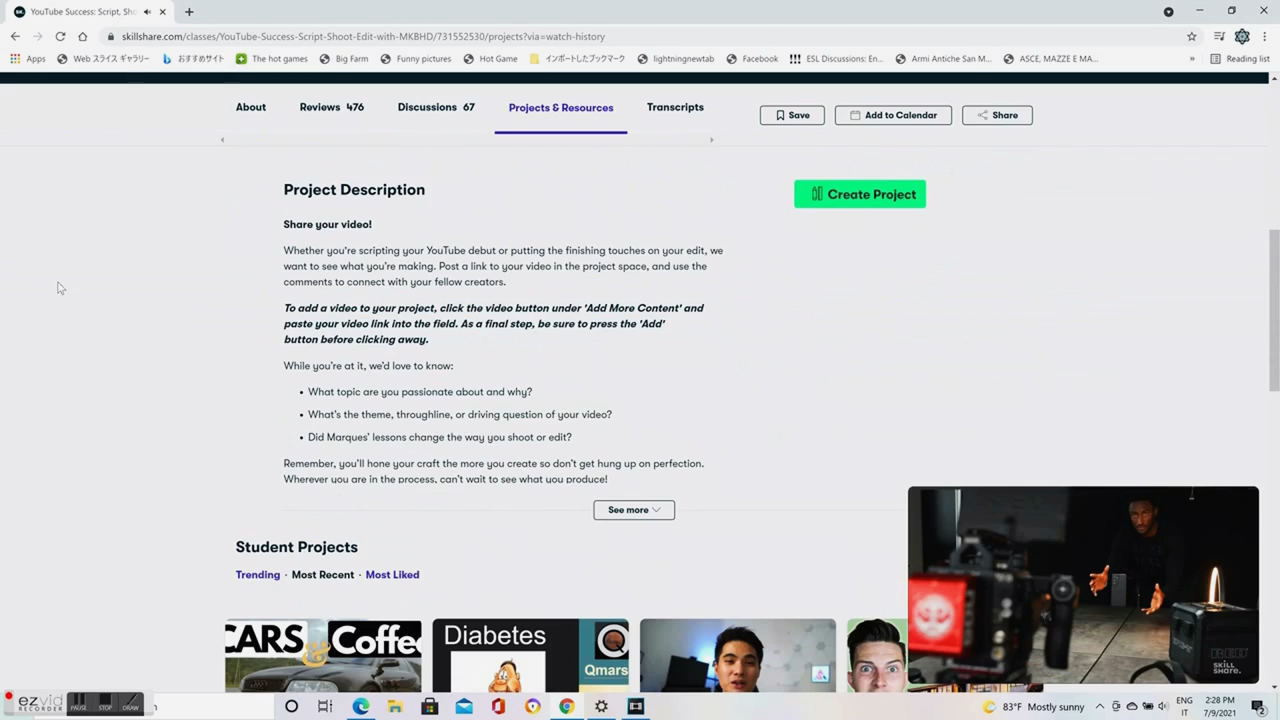 YouTube Success: Script, Sho
skillshare.com/classes/YouTube-Success-Script-Shoot-Edit-with-MKBHD/731552530/projects?via=watch-history
Apps Web スライス ギャラリー おすすめサイト The hot games Big Farm Funny pictures Hot Game インポートしたブックマーク lightningnewtab Facebook ESL Discussions: En... Armi Antiche San M... ASCE, MAZZE E MA... » Reading list
About Reviews 476 Discussions 67 Projects & Resources Transcripts Save Add to Calendar Share
Project Description
Create Project
Share your video!
Whether you're scripting your YouTube debut or putting the finishing touches on your edit, we
want to see what you're making. Post a link to your video in the project space, and use the
comments to connect with your fellow creators.
To add a video to your project, click the video button under 'Add More Content' and
paste your video link into the field. As a final step, be sure to press the 'Add'
button before clicking away.
While you're at it, we'd love to know:
• What topic are you passionate about and why?
• What's the theme, throughline, or driving question of your video?
• Did Marques' lessons change the way you shoot or edit?
Remember, you'll hone your craft the more you create so don't get hung up on perfection.
Wherever you are in the process, can't wait to see what you produce!
See more
Student Projects
Trending · Most Recent · Most Liked
CARS & Coffe
Diabetes
Qmars
SKILL
SHARE.
ezvid
RECORDER
PAUSE STOP DRAW
83°F Mostly sunny
ENG
IT
2:28 PM
7/9/2021
2